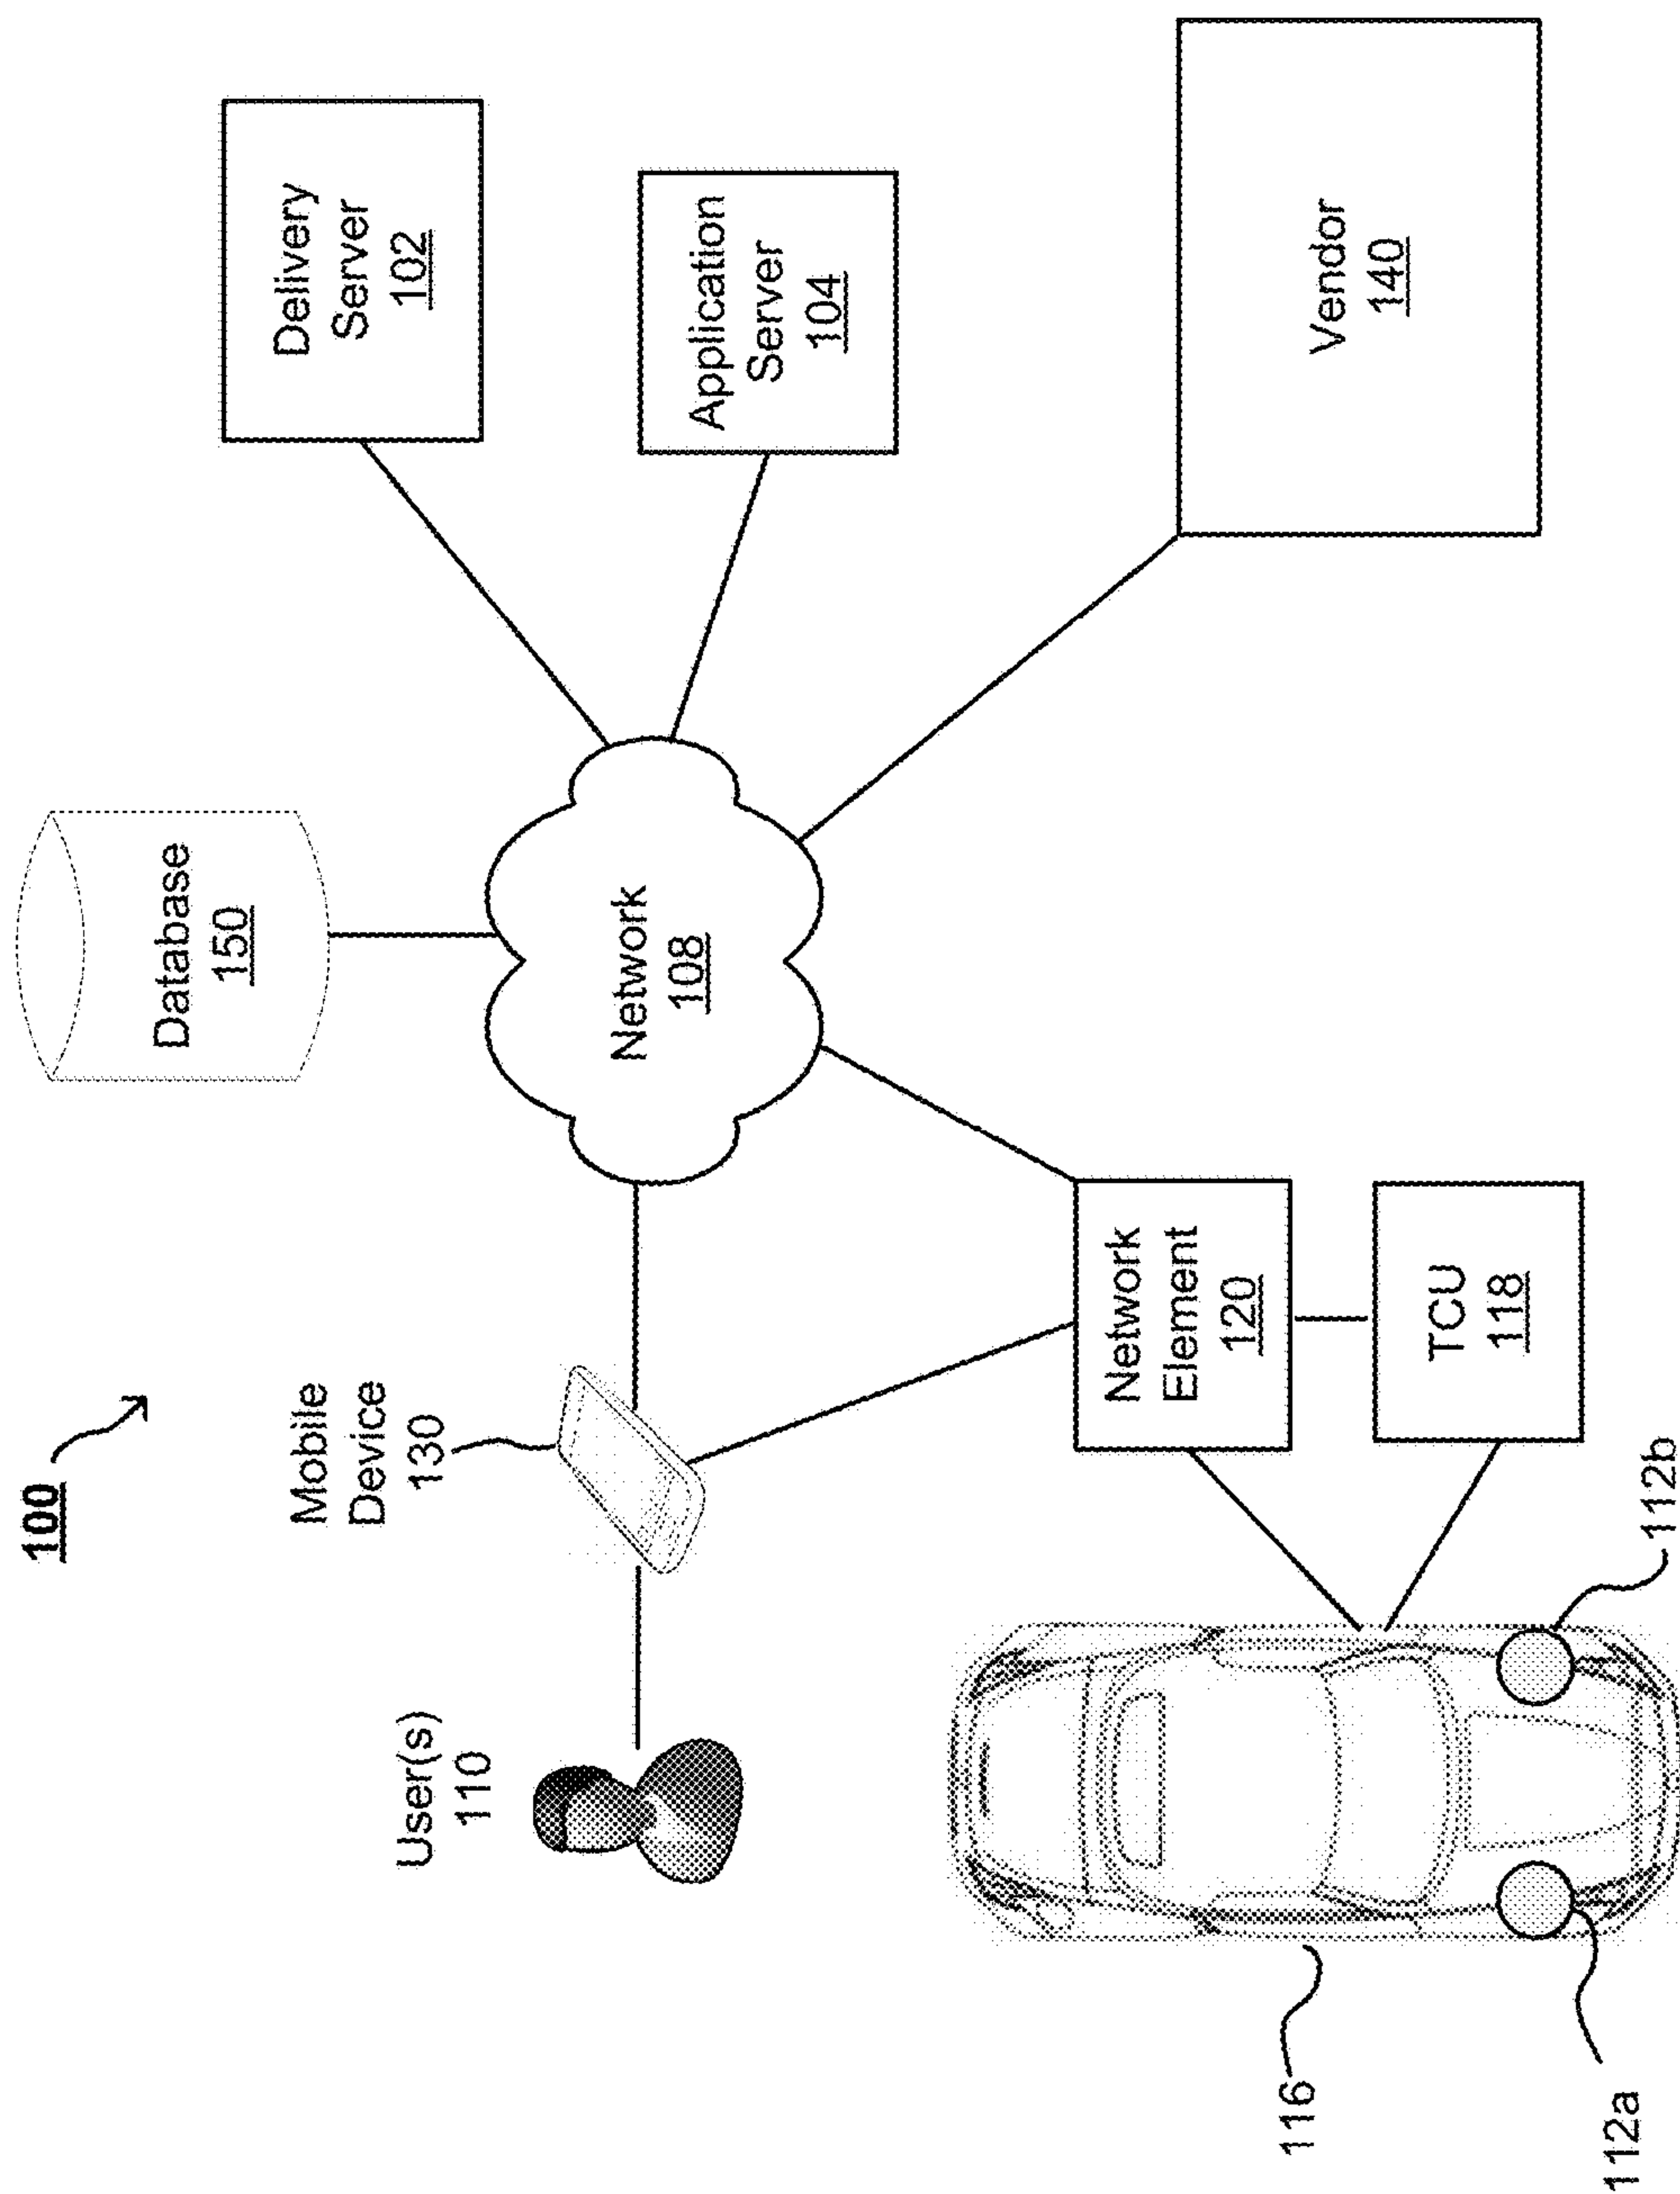 100
Mobile
Device
130
User(s)
110
Database
150
Delivery
Server
102
Network
108
Application
Server
104
Network
Element
120
TCU
118
Vendor
140
116
112a
112b